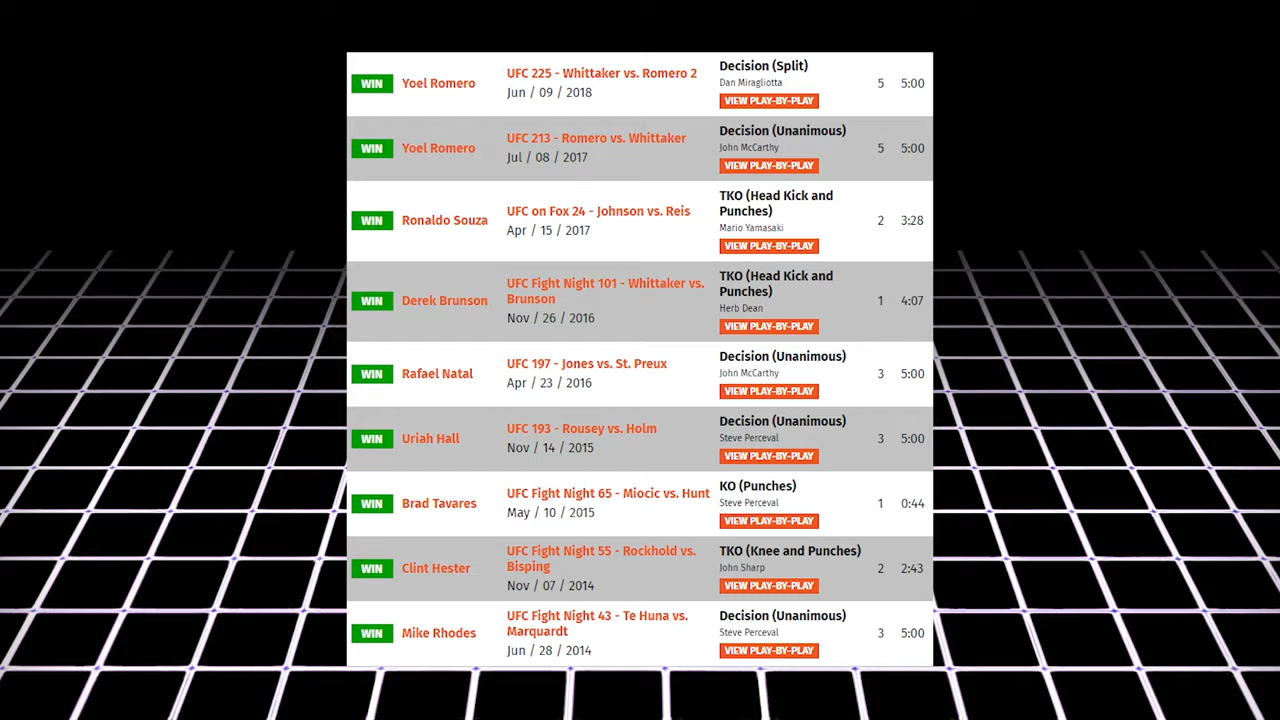 WIN
Yoel Romero
UFC 225 - Whittaker vs. Romero 2
Jun / 09 / 2018
Decision (Split)
Dan Miragliotta
VIEW PLAY-BY-PLAY
5
5:00
WIN
Yoel Romero
UFC 213 - Romero vs. Whittaker
Jul / 08 / 2017
Decision (Unanimous)
John McCarthy
VIEW PLAY-BY-PLAY
5
5:00
WIN
Ronaldo Souza
UFC on Fox 24 - Johnson vs. Reis
Apr / 15 / 2017
TKO (Head Kick and
Punches)
Mario Yamasaki
VIEW PLAY-BY-PLAY
2
3:28
WIN
Derek Brunson
UFC Fight Night 101 - Whittaker vs.
Brunson
Nov / 26 / 2016
TKO (Head Kick and
Punches)
Herb Dean
VIEW PLAY-BY-PLAY
1
4:07
WIN
Rafael Natal
UFC 197 - Jones vs. St. Preux
Apr / 23 / 2016
Decision (Unanimous)
John McCarthy
VIEW PLAY-BY-PLAY
3
5:00
WIN
Uriah Hall
UFC 193 - Rousey vs. Holm
Nov / 14 / 2015
Decision (Unanimous)
Steve Perceval
VIEW PLAY-BY-PLAY
3
5:00
WIN
Brad Tavares
UFC Fight Night 65 - Miocic vs. Hunt
May / 10 / 2015
KO (Punches)
Steve Perceval
VIEW PLAY-BY-PLAY
1
0:44
WIN
Clint Hester
UFC Fight Night 55 - Rockhold vs.
Bisping
Nov / 07 / 2014
TKO (Knee and Punches)
John Sharp
VIEW PLAY-BY-PLAY
2
2:43
WIN
Mike Rhodes
UFC Fight Night 43 - Te Huna vs.
Marquardt
Jun / 28 / 2014
Decision (Unanimous)
Steve Perceval
VIEW PLAY-BY-PLAY
3
5:00